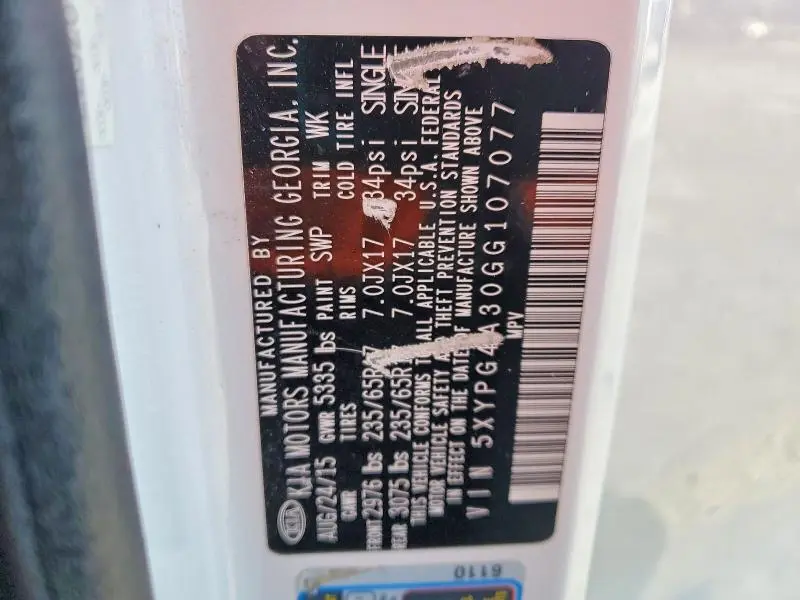 MANUFACTURED BY
KIA KIA MOTORS MANUFACTURING GEORGIA, INC.
AUG/24/15 GVWR 5335 lbs PAINT SWP TRIM WK
GAWR TIRES RIMS COLD TIRE INFL
FRONT 2976 lbs 235/65R17 7.0JX17 34psi SINGLE
REAR 3075 lbs 235/65R17 7.0JX17 34psi SINGLE
THIS VEHICLE CONFORMS TO ALL APPLICABLE U.S.A. FEDERAL
MOTOR VEHICLE SAFETY AND THEFT PREVENTION STANDARDS
IN EFFECT ON THE DATE OF MANUFACTURE SHOWN ABOVE
VIN 5XYPG4A30GG107077
MPV
6110